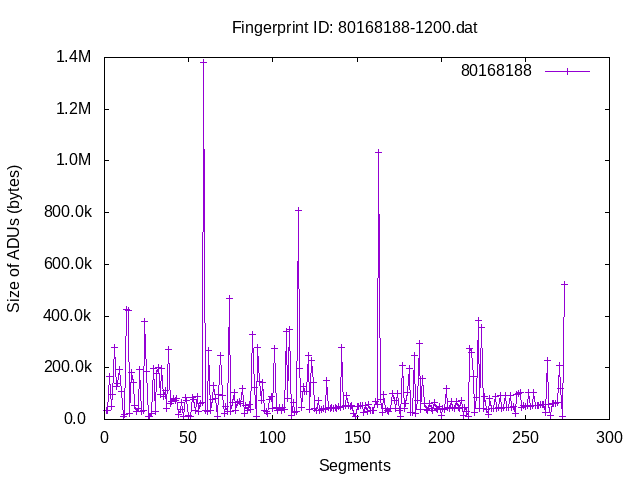 Fingerprint ID: 80168188-1200.dat
80168188
Size of ADUs (bytes)
1.4M
1.2M
1.0M
800.0k
600.0k
400.0k
200.0k
0.0
0 50 100 150 200 250 300
Segments